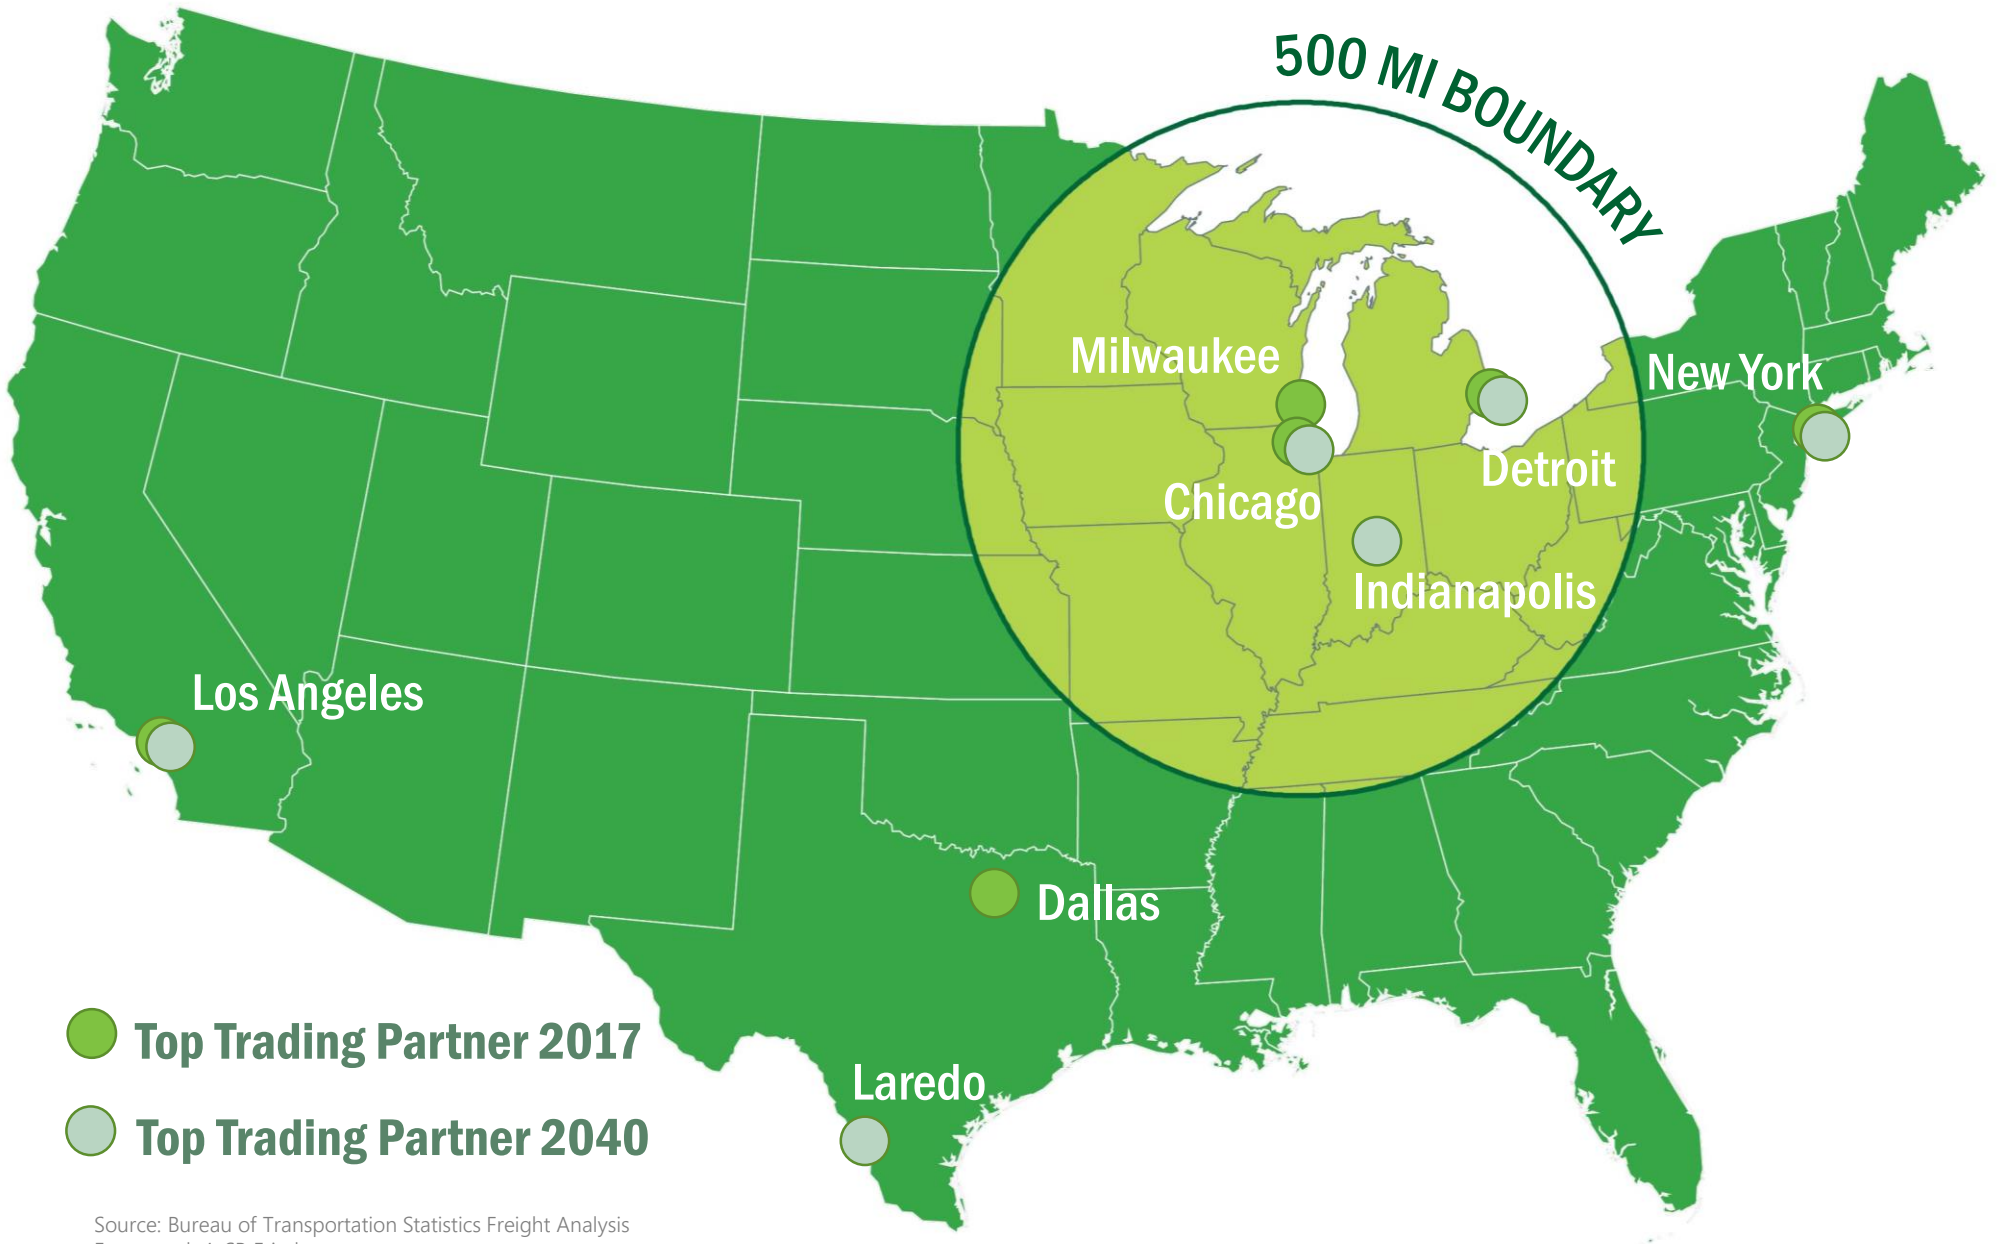 500 MI BOUNDARY
Milwaukee
New York
Detroit
Chicago
Indianapolis
Los Angeles
Dallas
Top Trading Partner 2017
Laredo
Top Trading Partner 2040
Source: Bureau of Transportation Statistics Freight Analysis